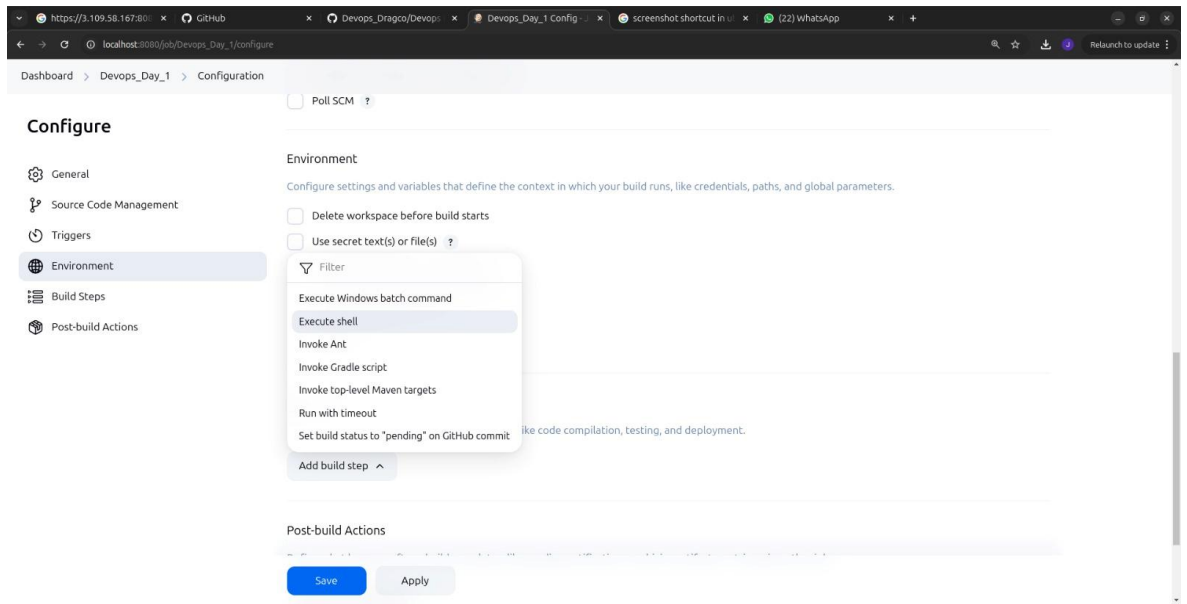 https://3.109.58.167:808
GitHub
Devops_Dragco/Devops
Devops_Day_1 Config - J
screenshot shortcut in u
(22) WhatsApp
localhost:8080/job/Devops_Day_1/configure
Relaunch to update
Dashboard > Devops_Day_1 > Configuration
Poll SCM ?
Configure
Environment
General
Configure settings and variables that define the context in which your build runs, like credentials, paths, and global parameters.
Source Code Management
Delete workspace before build starts
Triggers
Use secret text(s) or file(s) ?
Environment
Filter
Build Steps
Execute Windows batch command
Execute shell
Post-build Actions
Invoke Ant
Invoke Gradle script
Invoke top-level Maven targets
Run with timeout
Set build status to "pending" on GitHub commit
ike code compilation, testing, and deployment.
Add build step
Post-build Actions
Save
Apply